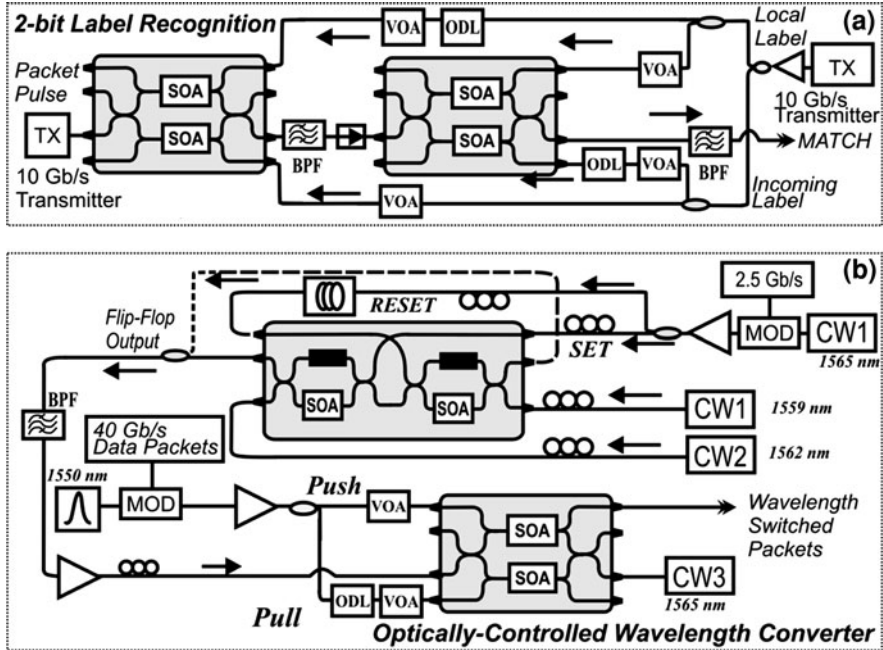 2-bit Label Recognition
(a)
VOA
ODL
Local
Label
Packet
Pulse
SOA
SOA
VOA
TX
TX
10 Gb/s
Transmitter
SOA
SOA
BPF
BPF
MATCH
10 Gb/s
Transmitter
ODL
VOA
VOA
Incoming
Label
(b)
2.5 Gb/s
RESET
Flip-Flop
Output
SET
MOD
CW1
1565 nm
SOA
SOA
BPF
CW1
1559 nm
40 Gb/s
Data Packets
CW2
1562 nm
1550 nm
MOD
Push
VOA
Wavelength
Switched
Packets
SOA
SOA
CW3
1565 nm
Pull
ODL
VOA
Optically-Controlled Wavelength Converter